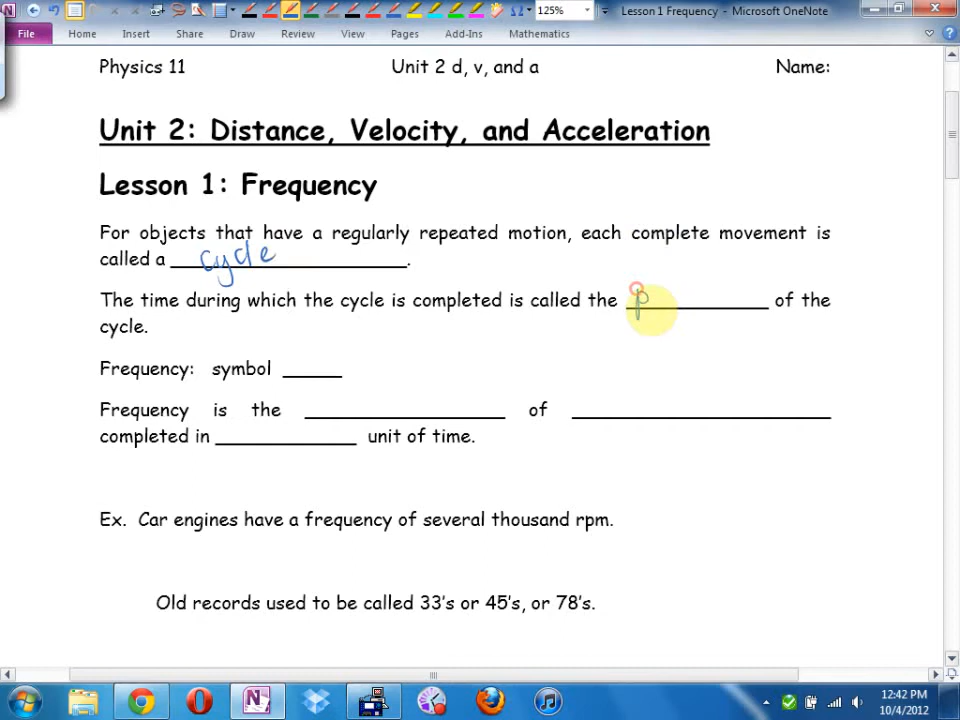 125%
Lesson 1 Frequency - Microsoft OneNote
File Home Insert Share Draw Review View Pages Add-Ins Mathematics
Physics 11 Unit 2 d, v, and a Name:
Unit 2: Distance, Velocity, and Acceleration
Lesson 1: Frequency
For objects that have a regularly repeated motion, each complete movement is
called a cycle.
The time during which the cycle is completed is called the p of the
cycle.
Frequency: symbol _____
Frequency is the _____ of _____
completed in _____ unit of time.
Ex. Car engines have a frequency of several thousand rpm.
Old records used to be called 33's or 45's, or 78's.
12:42 PM
10/4/2012